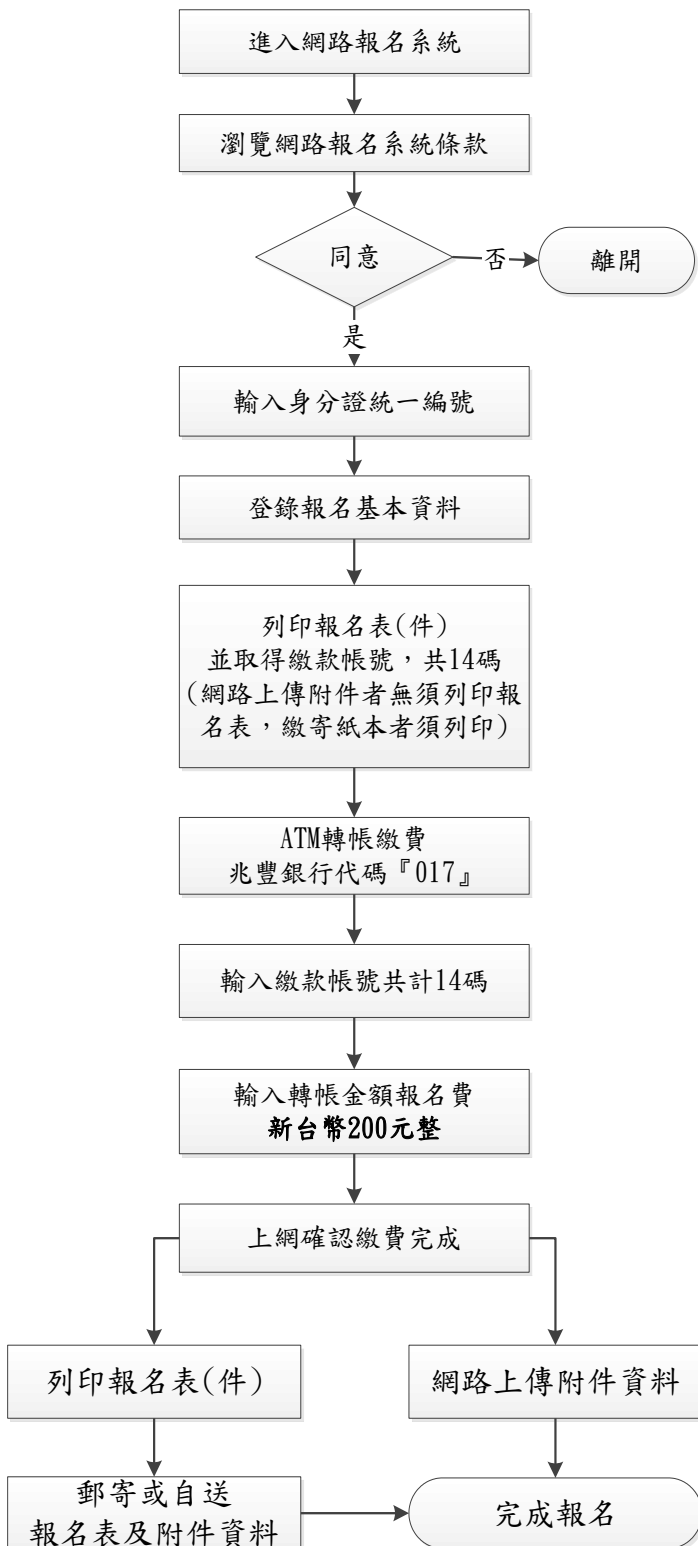 進入網路報名系統
瀏覽網路報名系統條款
同意
否
離開
是
輸入身分證統一編號
登錄報名基本資料
列印報名表(件)
並取得繳款帳號，共14碼
(網路上傳附件者無須列印報
名表，繳寄紙本者須列印)
ATM轉帳繳費
兆豐銀行代碼『017』
輸入繳款帳號共計14碼
輸入轉帳金額報名費
新台幣200元整
上網確認繳費完成
列印報名表(件)
網路上傳附件資料
郵寄或自送
報名表及附件資料
完成報名